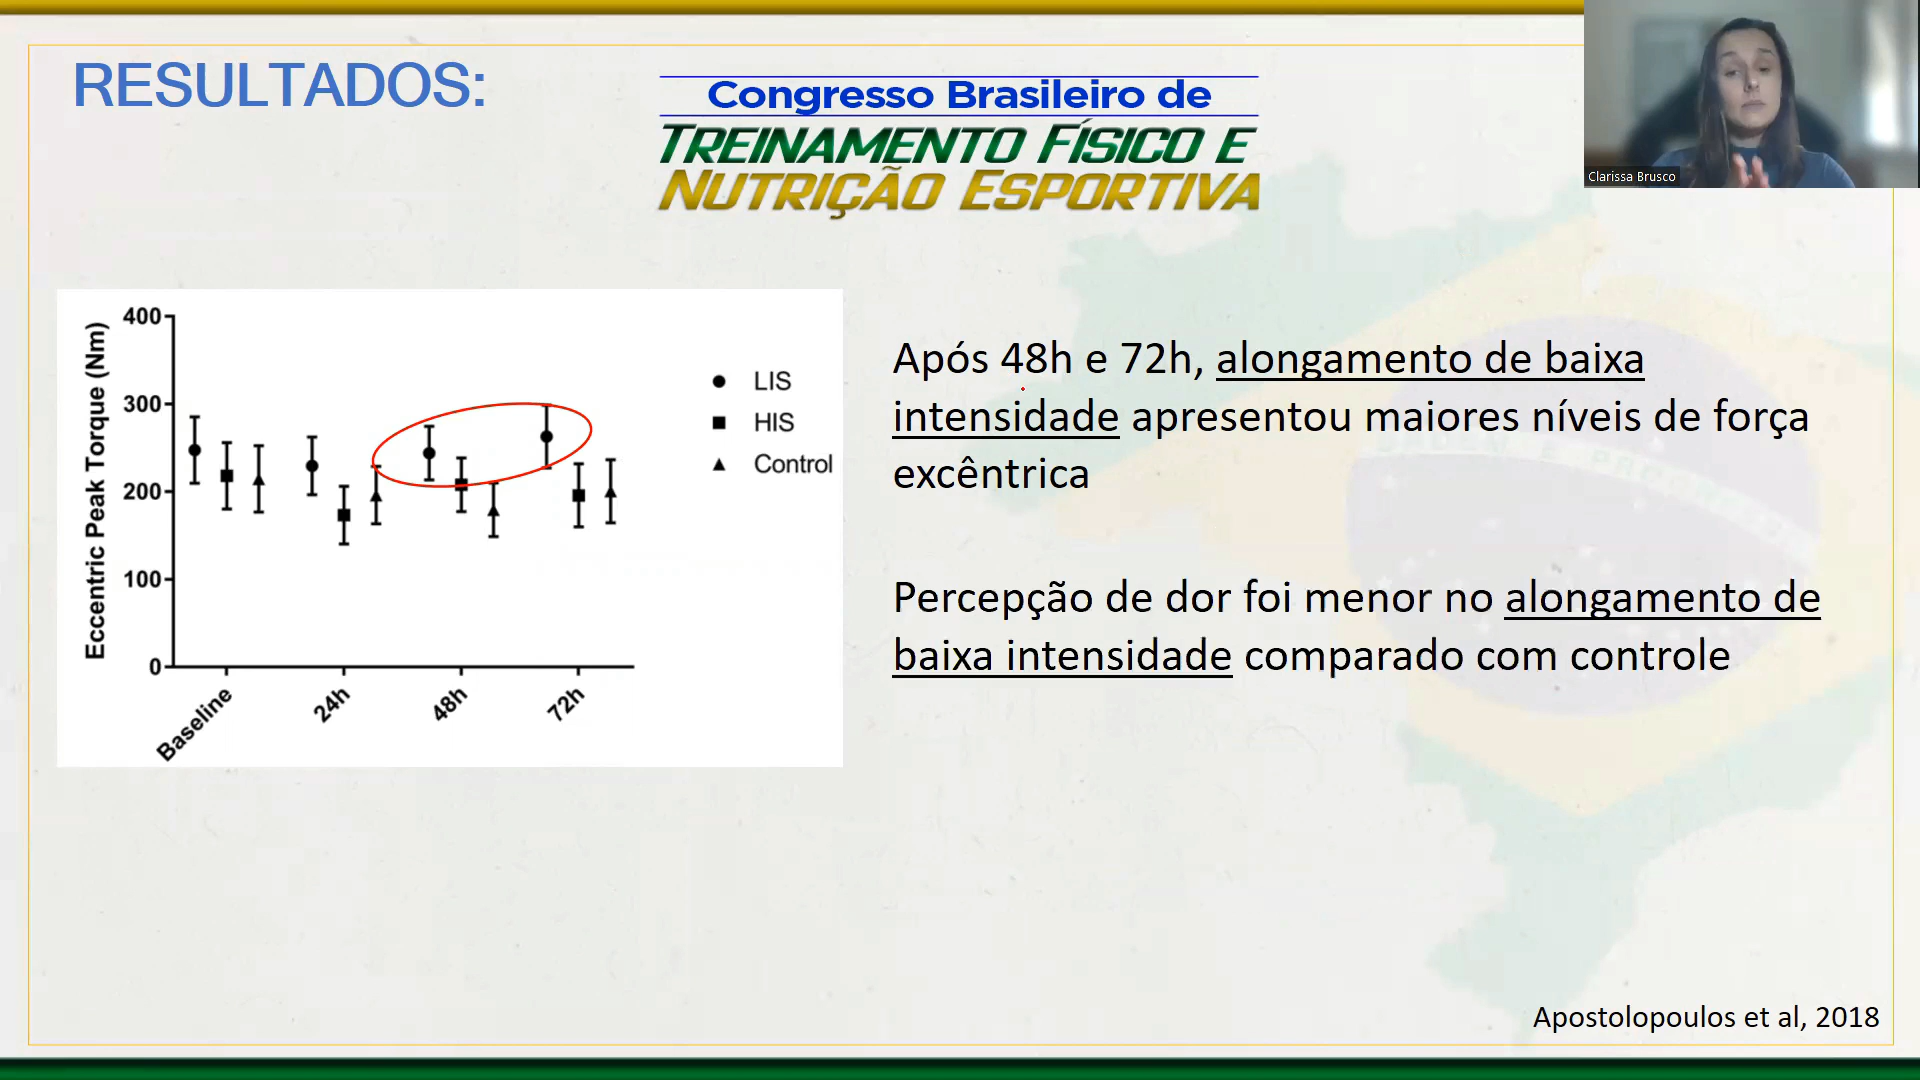 RESULTADOS:
Congresso Brasileiro de
TREINAMENTO FÍSICO E
NUTRIÇÃO ESPORTIVA
Clarissa Brusco
Eccentric Peak Torque (Nm)
400
300
200
100
0
Baseline
24h
48h
72h
LIS
HIS
Control
Após 48h e 72h, alongamento de baixa
intensidade apresentou maiores níveis de força
excêntrica
Percepção de dor foi menor no alongamento de
baixa intensidade comparado com controle
ORDEM E PROGRESSO
Apostolopoulos et al, 2018